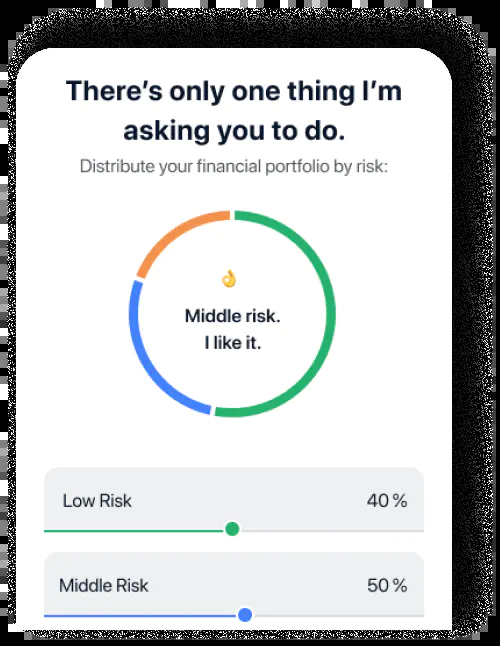 There’s only one thing I’m
asking you to do.
Distribute your financial portfolio by risk:
👌
Middle risk.
I like it.
Low Risk 40 %
Middle Risk 50 %